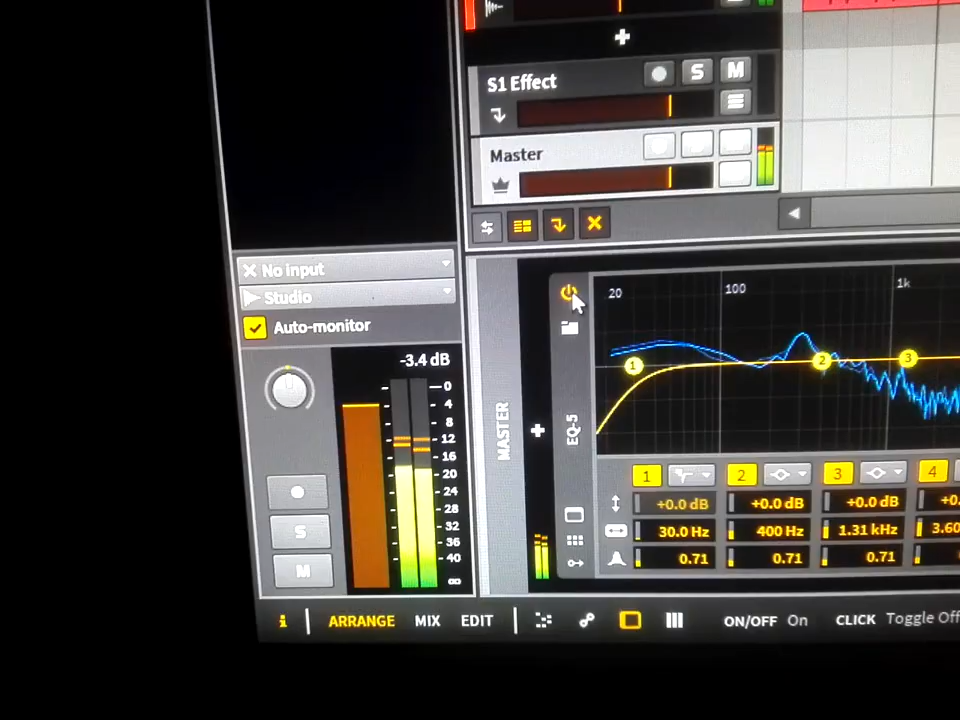 S1 Effect
S M
Master
No input
Studio
Auto-monitor
-3.4 dB
0
4
8
12
16
20
24
28
32
36
40
∞
S
M
MASTER
EQ-5
20 100 1k
1 2 3
1 2 3 4
+0.0 dB +0.0 dB +0.0 dB +0.
30.0 Hz 400 Hz 1.31 kHz 3.60
0.71 0.71 0.71
i ARRANGE MIX EDIT ON/OFF On CLICK Toggle Off